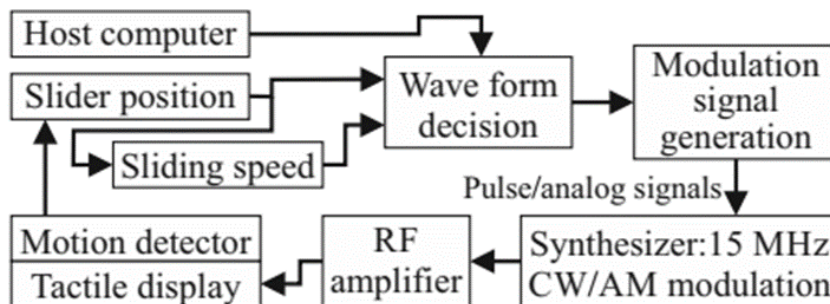 Host computer
Slider position
Sliding speed
Wave form
decision
Modulation
signal
generation
Pulse/analog signals
Motion detector
Tactile display
RF
amplifier
Synthesizer:15 MHz
CW/AM modulation